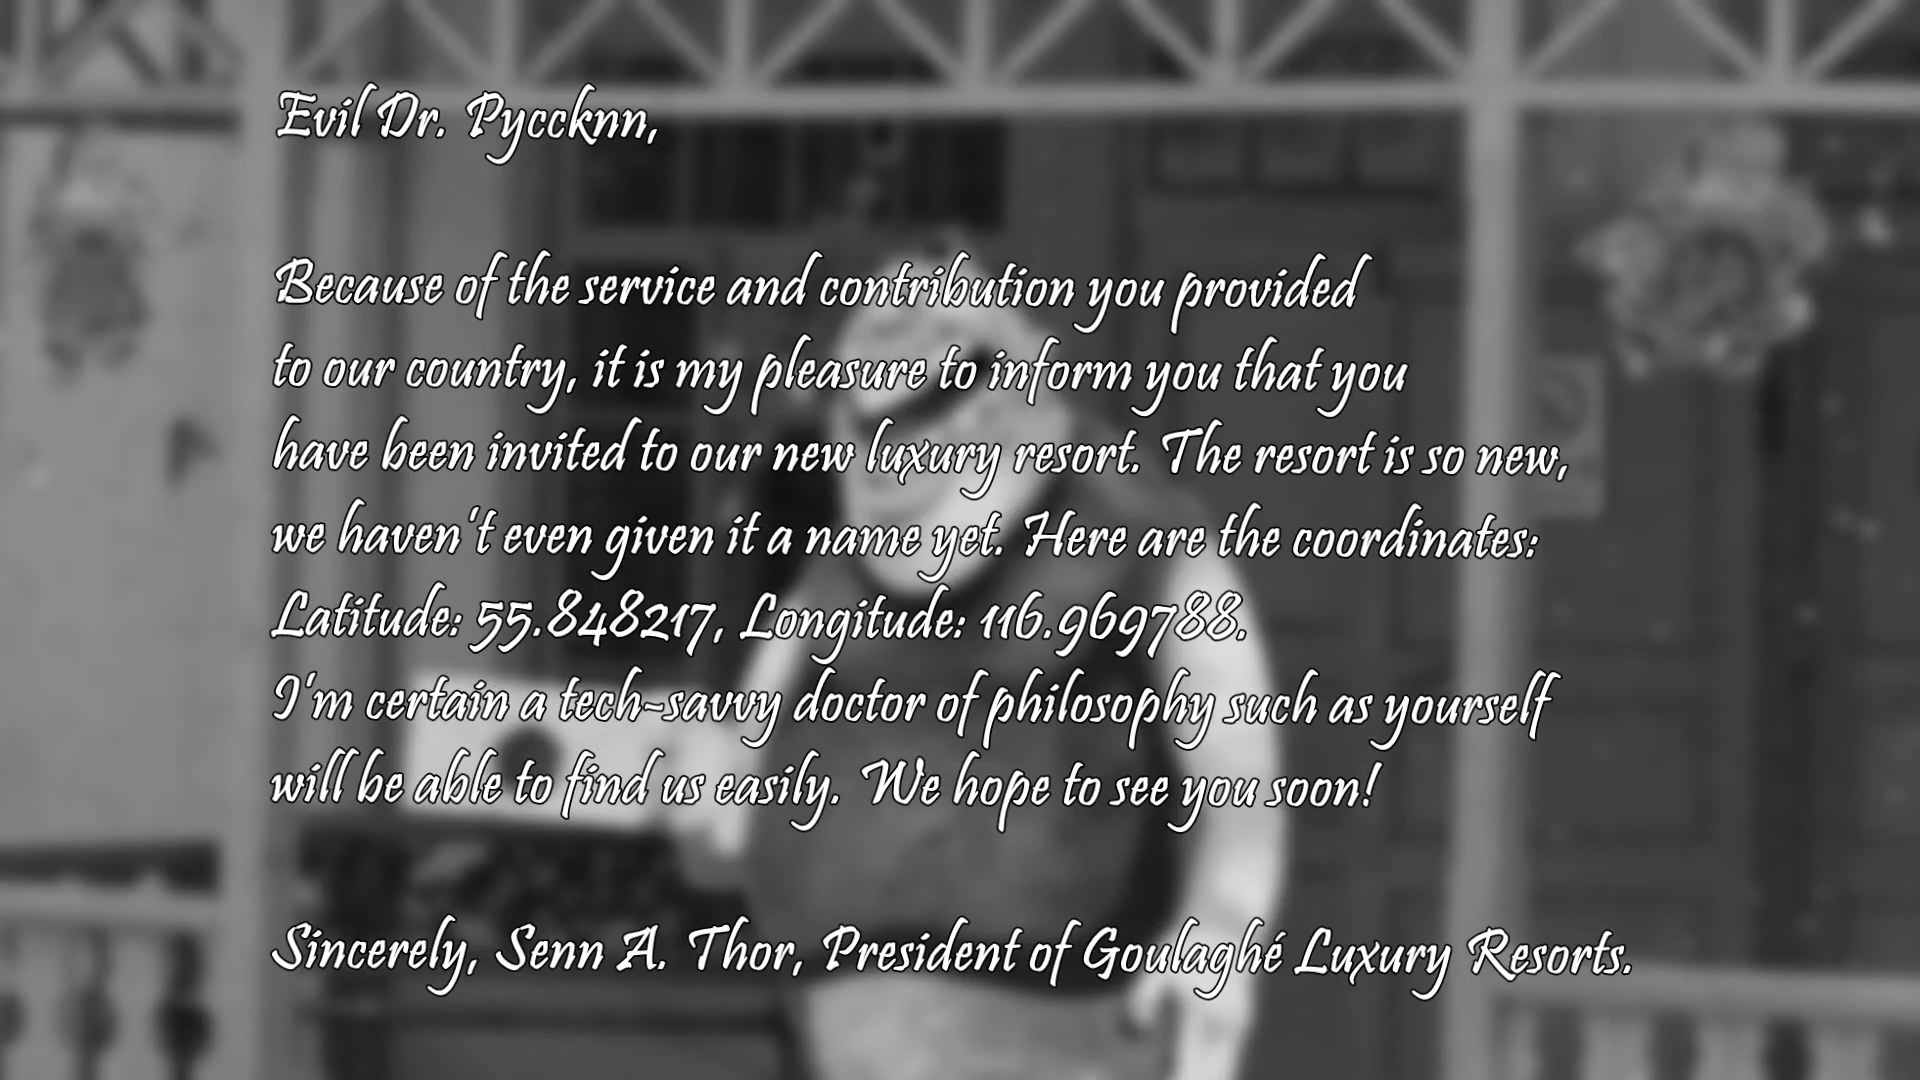 Evil Dr. Pyccknn,
Because of the service and contribution you provided
to our country, it is my pleasure to inform you that you
have been invited to our new luxury resort. The resort is so new,
we haven't even given it a name yet. Here are the coordinates:
Latitude: 55.848217, Longitude: 116.969788.
I'm certain a tech-savvy doctor of philosophy such as yourself
will be able to find us easily. We hope to see you soon!
Sincerely, Senn A. Thor, President of Goulaghé Luxury Resorts.